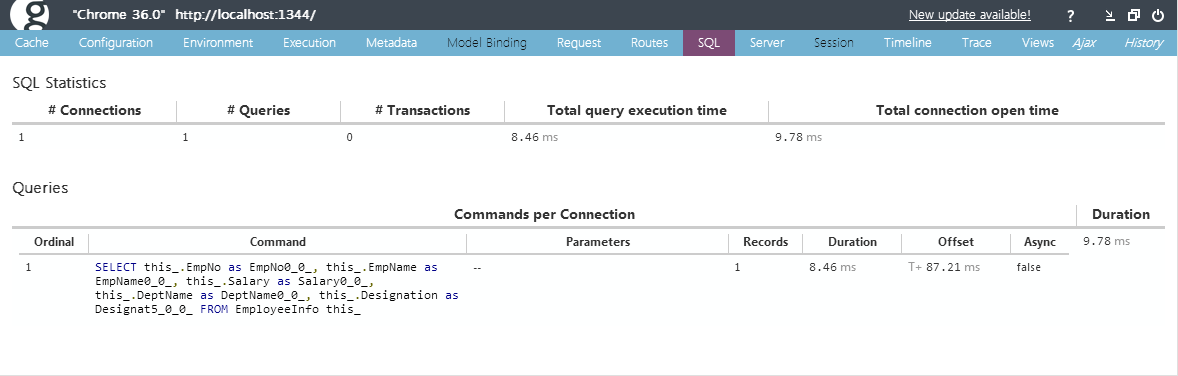 g "Chrome 36.0" http://localhost:1344/ New update available! ?
Cache Configuration Environment Execution Metadata Model Binding Request Routes SQL Server Session Timeline Trace Views Ajax History
SQL Statistics
# Connections # Queries # Transactions Total query execution time Total connection open time
1 1 0 8.46 ms 9.78 ms
Queries
Commands per Connection Duration
Ordinal Command Parameters Records Duration Offset Async 9.78 ms
1 SELECT this_.EmpNo as EmpNo0_0_, this_.EmpName as -- 1 8.46 ms T+ 87.21 ms false
EmpName0_0_, this_.Salary as Salary0_0_,
this_.DeptName as DeptName0_0_, this_.Designation as
Designat5_0_0_ FROM EmployeeInfo this_